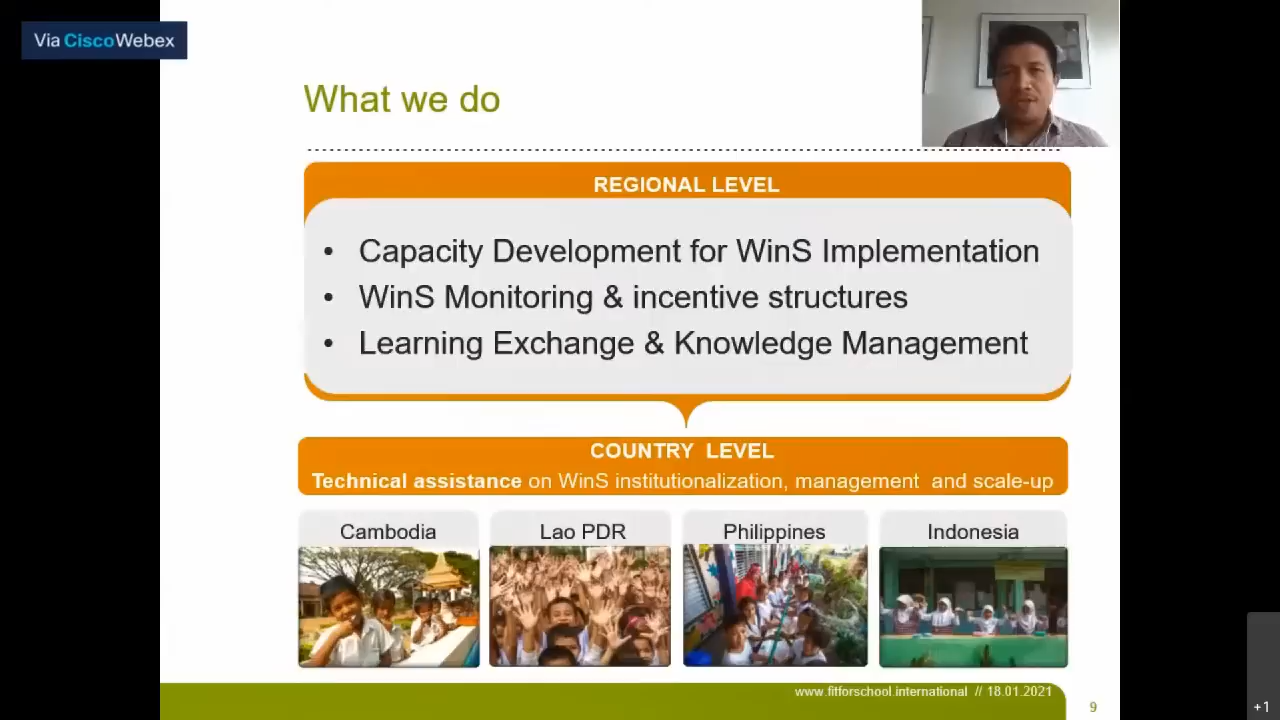 Via CiscoWebex
What we do
REGIONAL LEVEL
• Capacity Development for WinS Implementation
• WinS Monitoring & incentive structures
• Learning Exchange & Knowledge Management
COUNTRY LEVEL
Technical assistance on WinS institutionalization, management and scale-up
Cambodia
Lao PDR
Philippines
Indonesia
www.fitforschool.international // 18.01.2021
9
+1